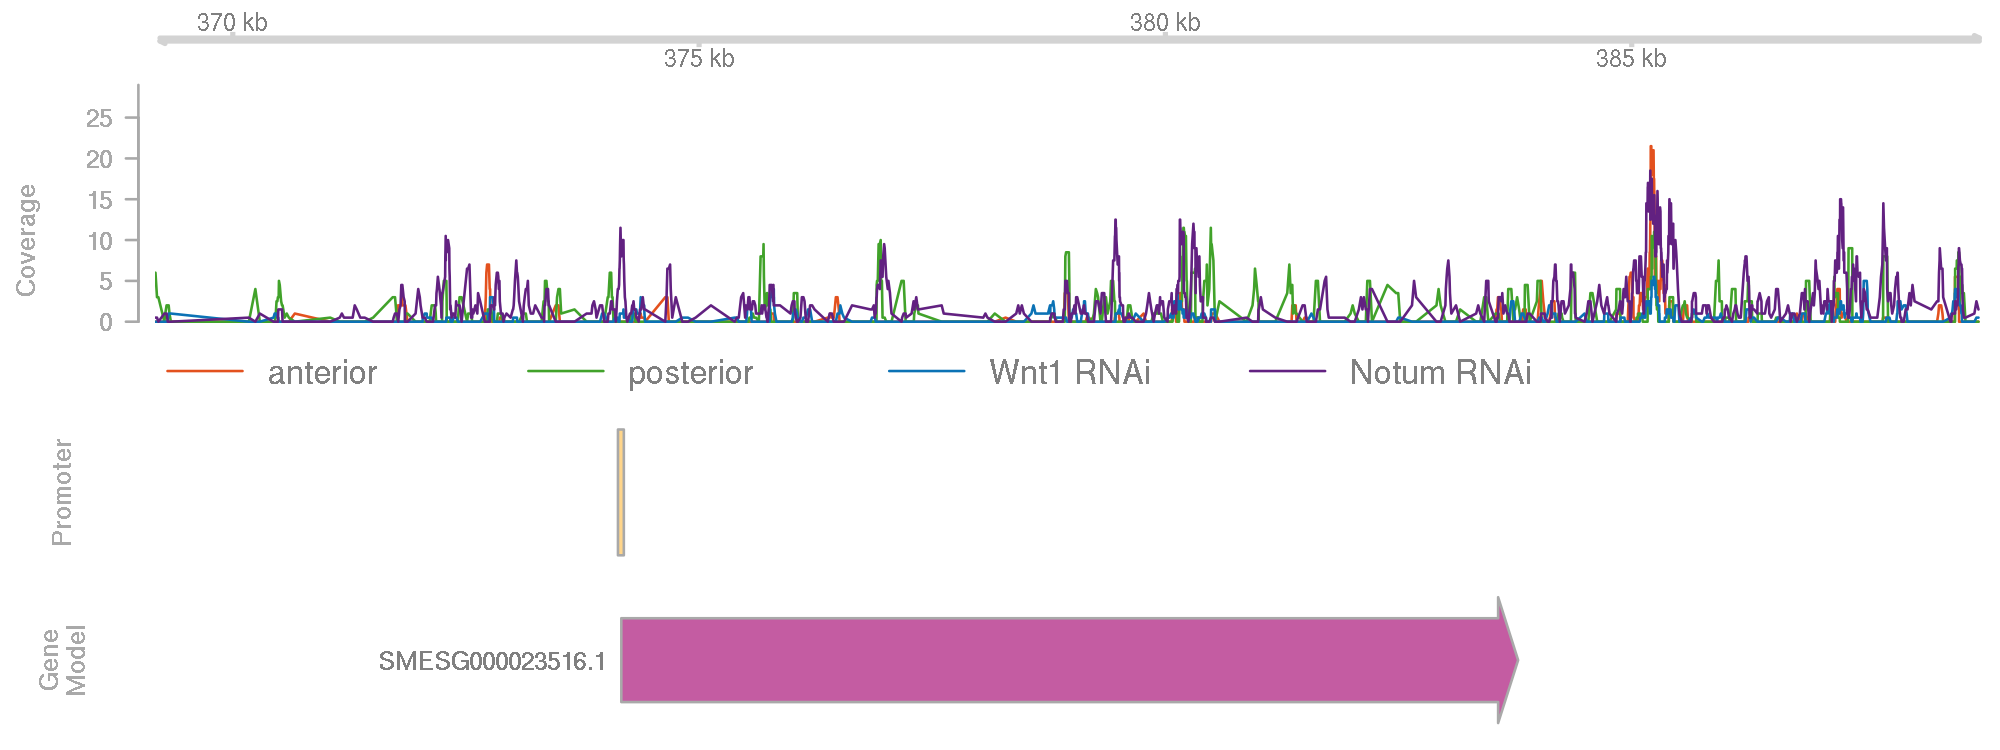 370 kb
380 kb
375 kb
385 kb
Coverage
25
20
15
10
5
0
anterior
posterior
Wnt1 RNAi
Notum RNAi
Promoter
0
Gene
Model
SMESG000023516.1